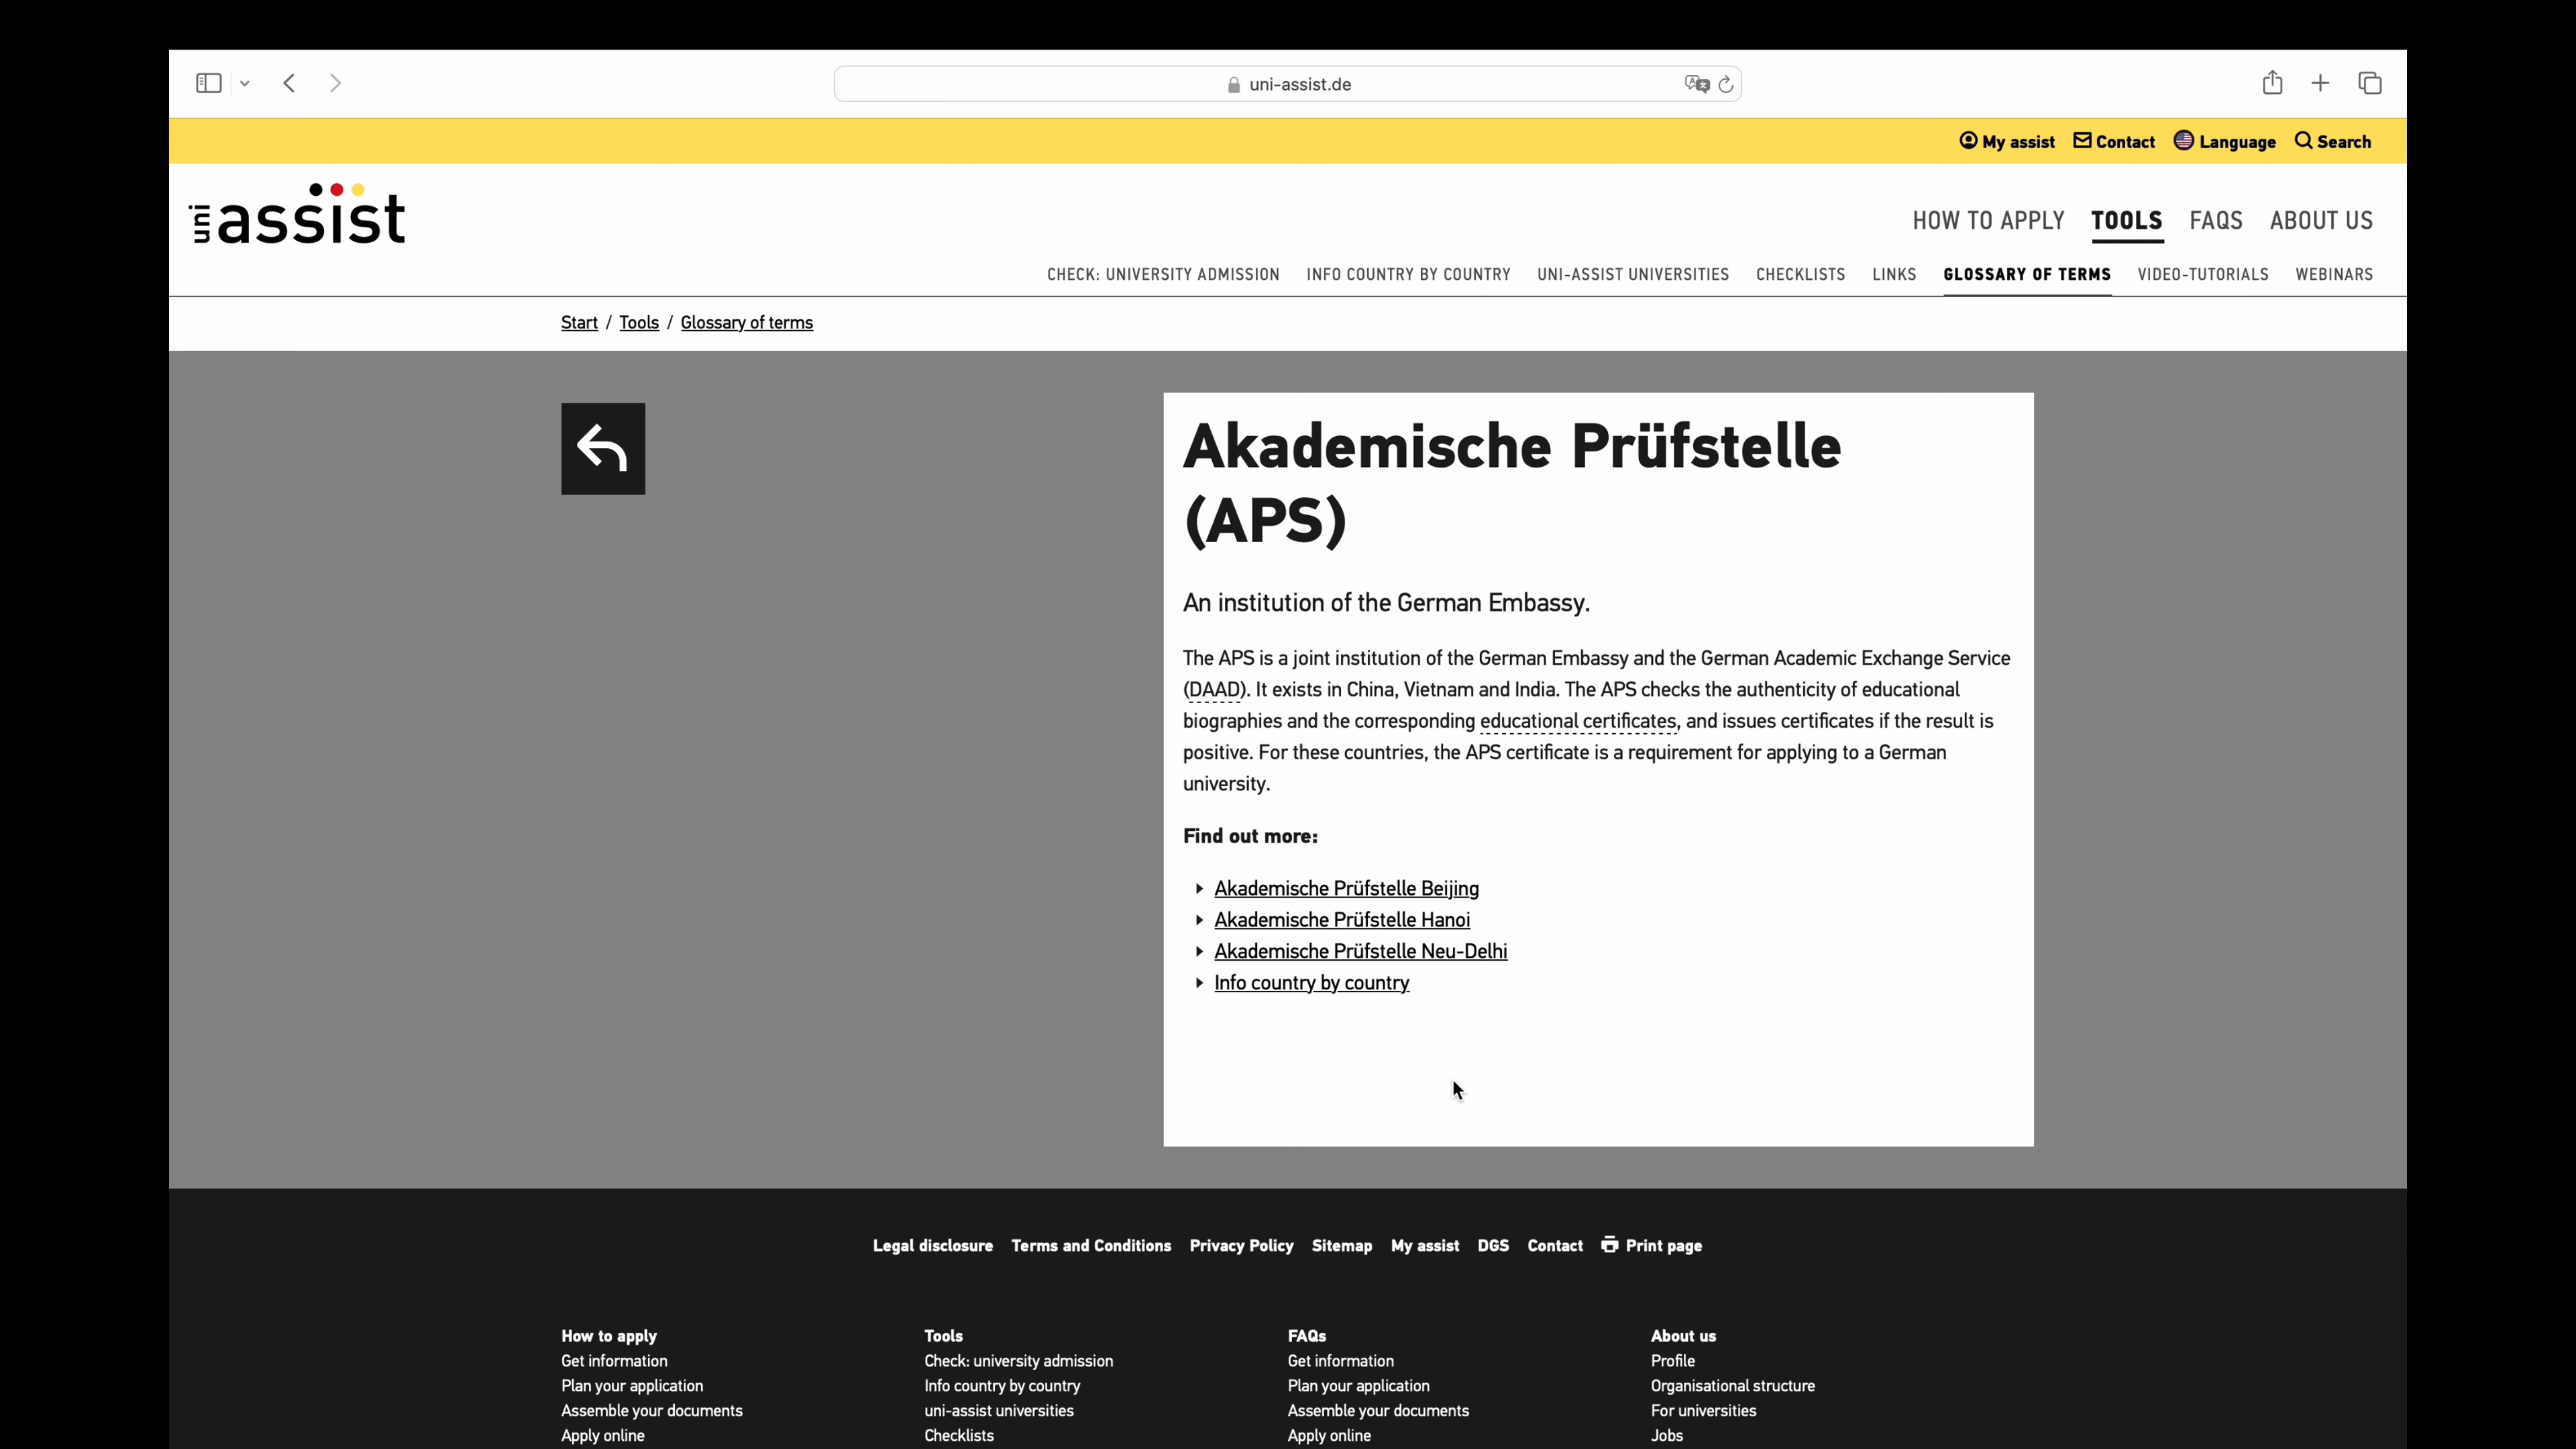 uni-assist.de
My assist Contact Language Search
uni assist
HOW TO APPLY TOOLS FAQS ABOUT US
CHECK: UNIVERSITY ADMISSION INFO COUNTRY BY COUNTRY UNI-ASSIST UNIVERSITIES CHECKLISTS LINKS GLOSSARY OF TERMS VIDEO-TUTORIALS WEBINARS
Start / Tools / Glossary of terms
Akademische Prüfstelle
(APS)
An institution of the German Embassy.
The APS is a joint institution of the German Embassy and the German Academic Exchange Service
(DAAD). It exists in China, Vietnam and India. The APS checks the authenticity of educational
biographies and the corresponding educational certificates, and issues certificates if the result is
positive. For these countries, the APS certificate is a requirement for applying to a German
university.
Find out more:
Akademische Prüfstelle Beijing
Akademische Prüfstelle Hanoi
Akademische Prüfstelle Neu-Delhi
Info country by country
Legal disclosure Terms and Conditions Privacy Policy Sitemap My assist DGS Contact Print page
How to apply
Get information
Plan your application
Assemble your documents
Apply online
Tools
Check: university admission
Info country by country
uni-assist universities
Checklists
FAQs
Get information
Plan your application
Assemble your documents
Apply online
About us
Profile
Organisational structure
For universities
Jobs